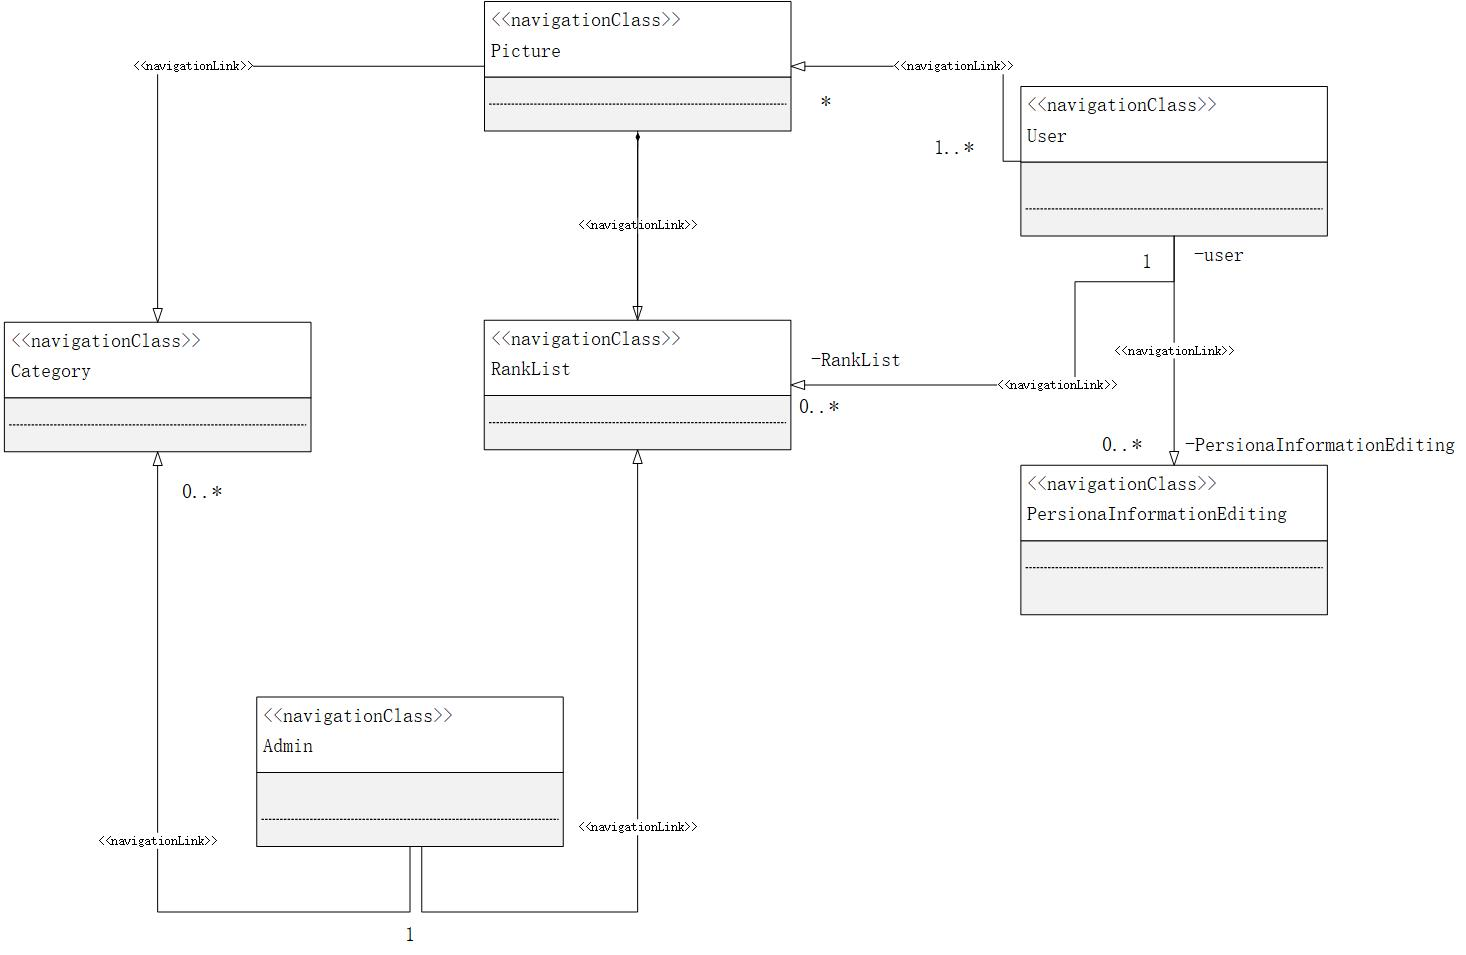 <<navigationClass>>
Picture
<<navigationLink>>
<<navigationLink>>
*
<<navigationClass>>
User
1..*
<<navigationLink>>
1
-user
<<navigationClass>>
Category
<<navigationClass>>
RankList
-RankList
<<navigationLink>>
<<navigationLink>>
0..*
0..*
-PersionaInformationEditing
<<navigationClass>>
PersionaInformationEditing
0..*
<<navigationClass>>
Admin
<<navigationLink>>
<<navigationLink>>
1